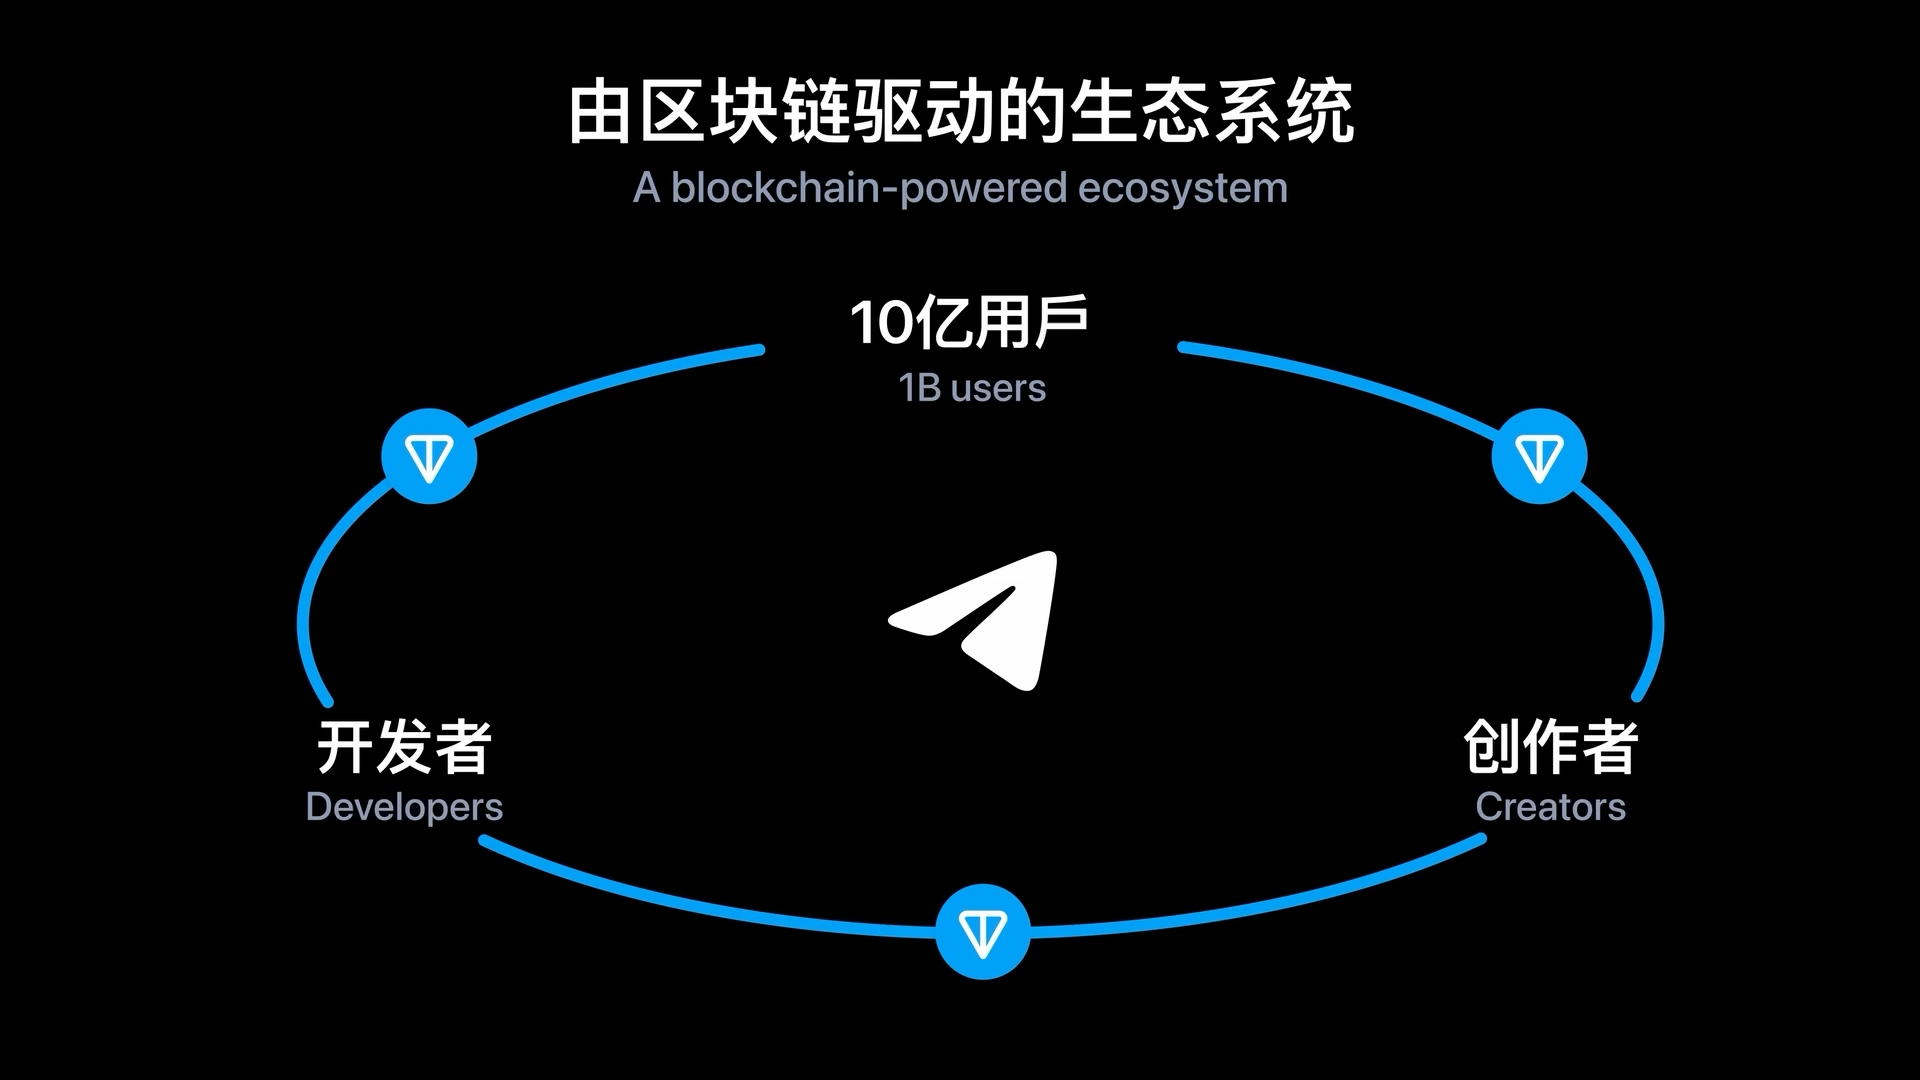 由区块链驱动的生态系统
A blockchain-powered ecosystem
10亿用戶
1B users
开发者
Developers
创作者
Creators